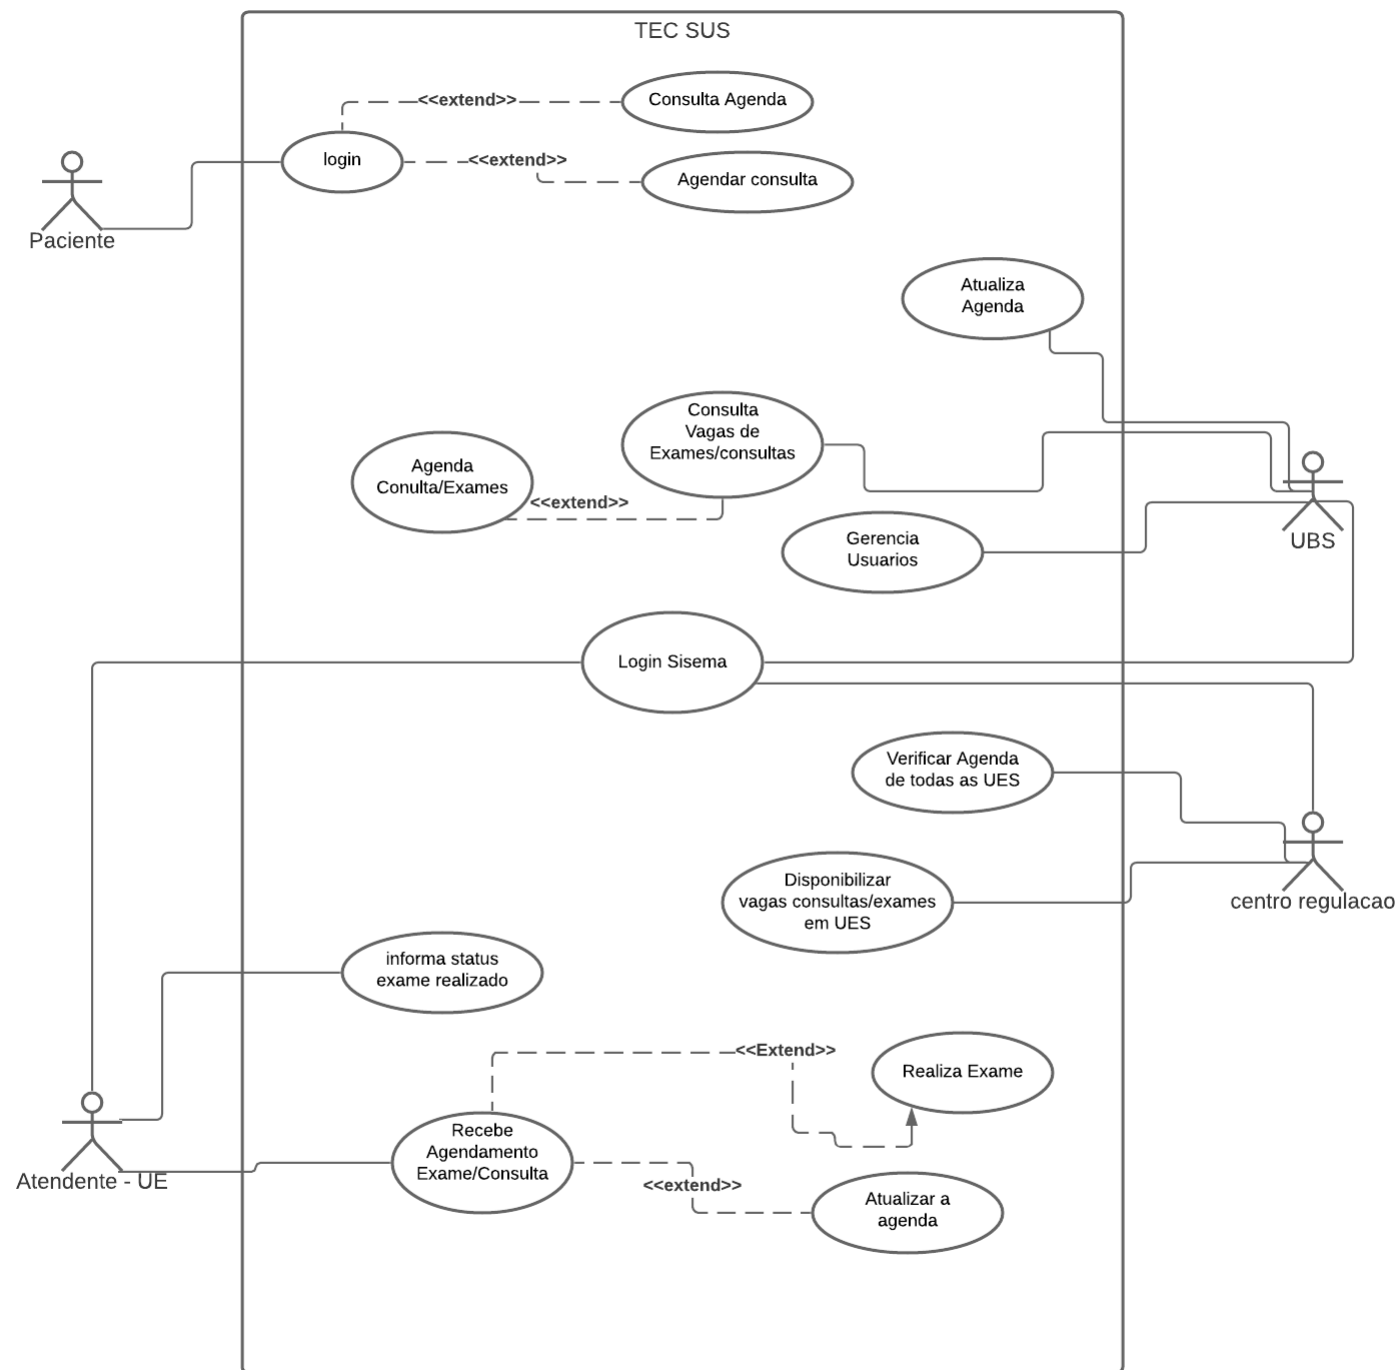 TEC SUS
<<extend>>
Consulta Agenda
login
<<extend>>
Agendar consulta
Paciente
Atualiza
Agenda
Consulta
Vagas de
Exames/consultas
Agenda
Conulta/Exames
<<extend>>
Gerencia
Usuarios
UBS
Login Sisema
Verificar Agenda
de todas as UES
Disponibilizar
vagas consultas/exames
em UES
centro regulacao
informa status
exame realizado
<<Extend>>
Realiza Exame
Recebe
Agendamento
Exame/Consulta
Atendente - UE
<<extend>>
Atualizar a
agenda